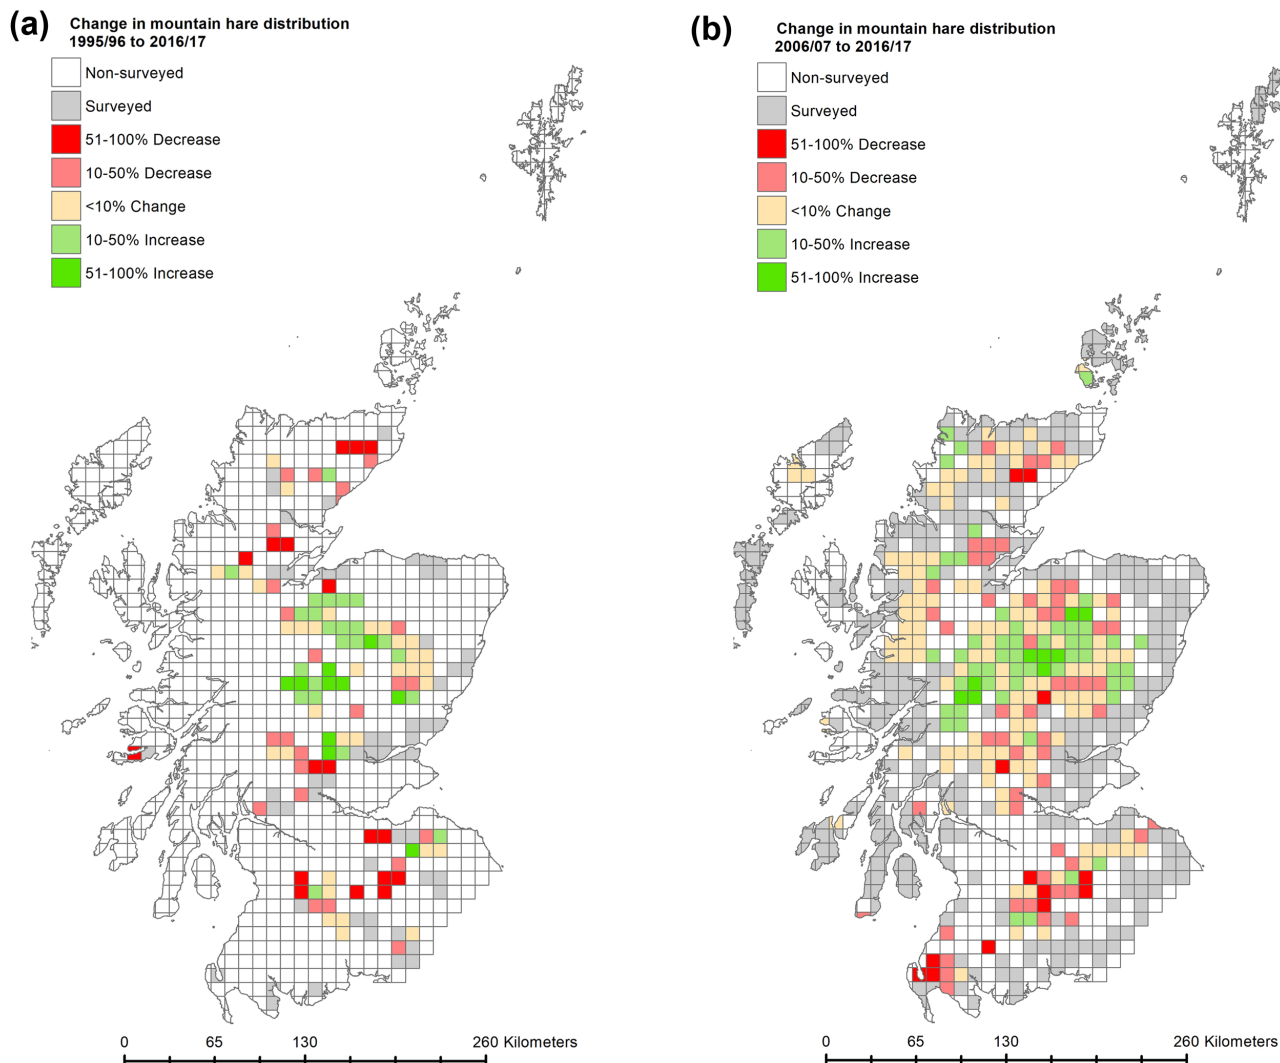 (a)
Change in mountain hare distribution
1995/96 to 2016/17
Non-surveyed
Surveyed
51-100% Decrease
10-50% Decrease
<10% Change
10-50% Increase
51-100% Increase
0 65 130 260 Kilometers
(b)
Change in mountain hare distribution
2006/07 to 2016/17
Non-surveyed
Surveyed
51-100% Decrease
10-50% Decrease
<10% Change
10-50% Increase
51-100% Increase
0 65 130 260 Kilometers